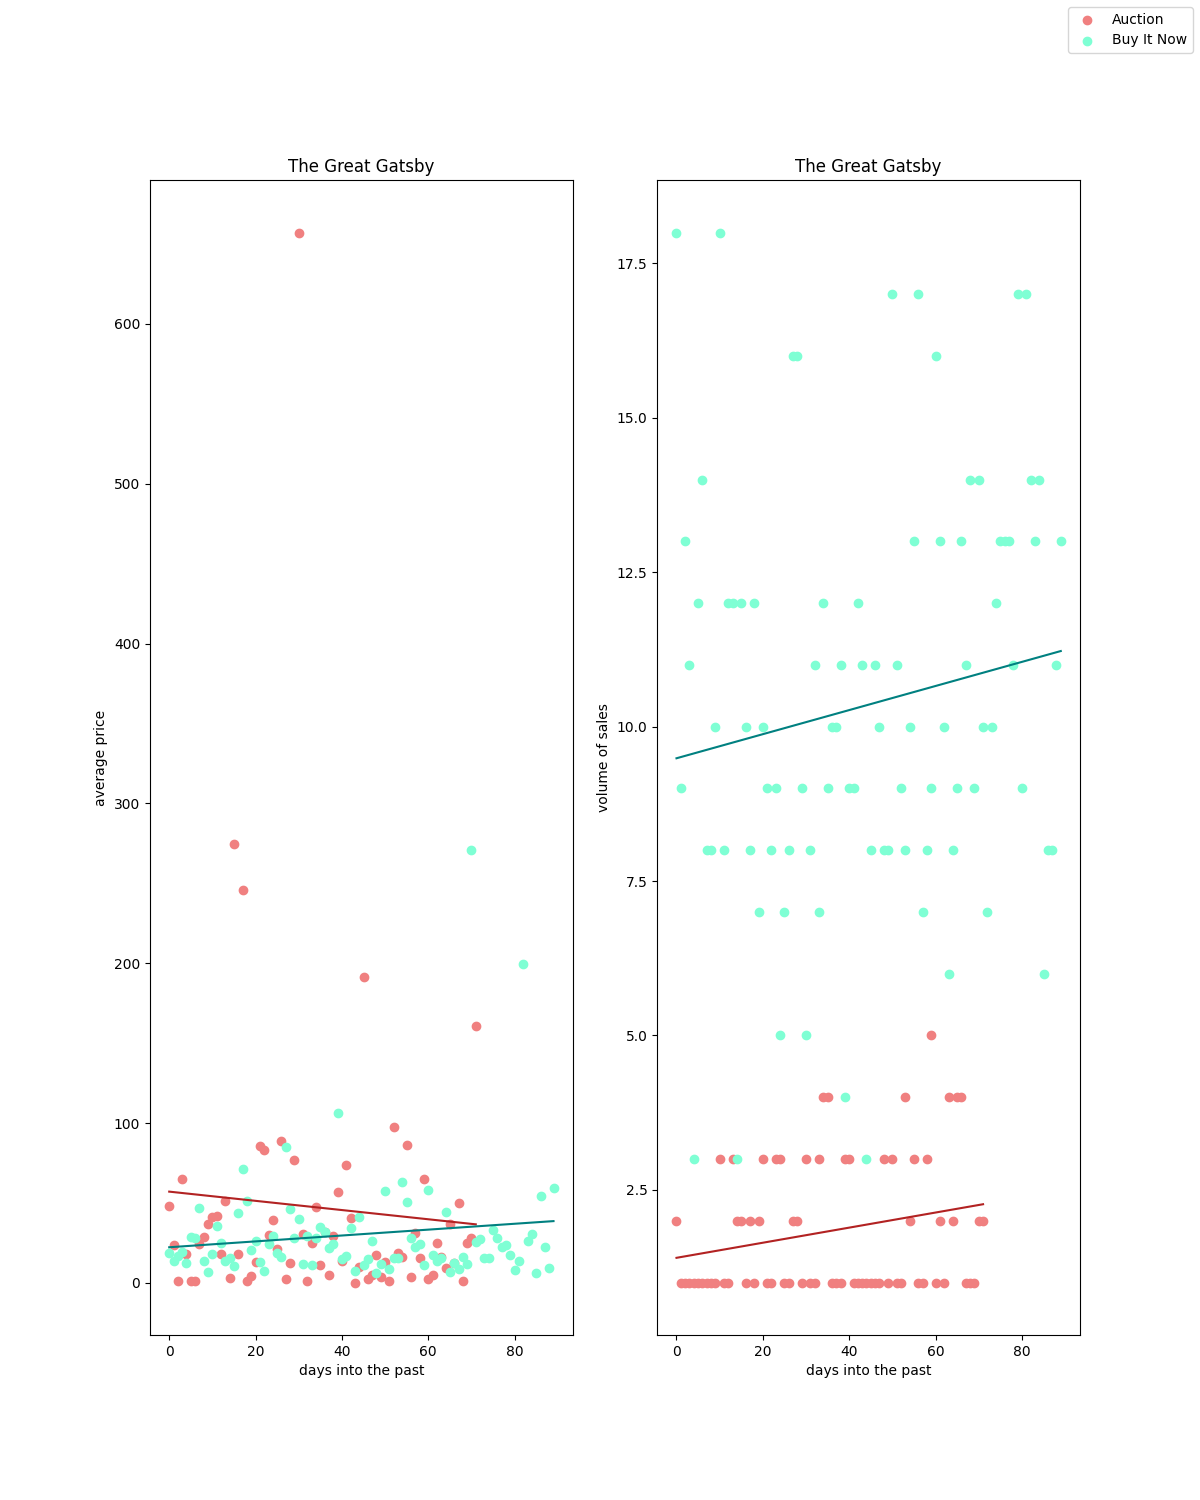 Auction
Buy It Now
The Great Gatsby
The Great Gatsby
600
500
400
300
200
100
0
average price
0 20 40 60 80
days into the past
17.5
15.0
12.5
10.0
7.5
5.0
2.5
volume of sales
0 20 40 60 80
days into the past